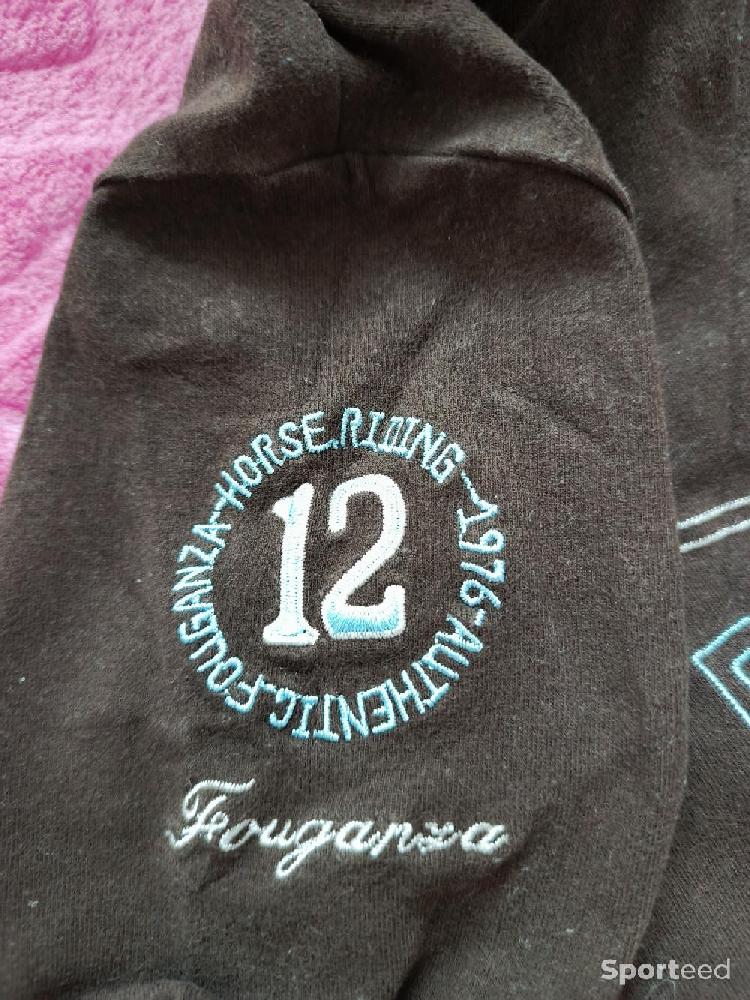 HORSE.RIDING-1976-AUTHENTIC.FOUGANZA-
12
Fouganza
Sporteed